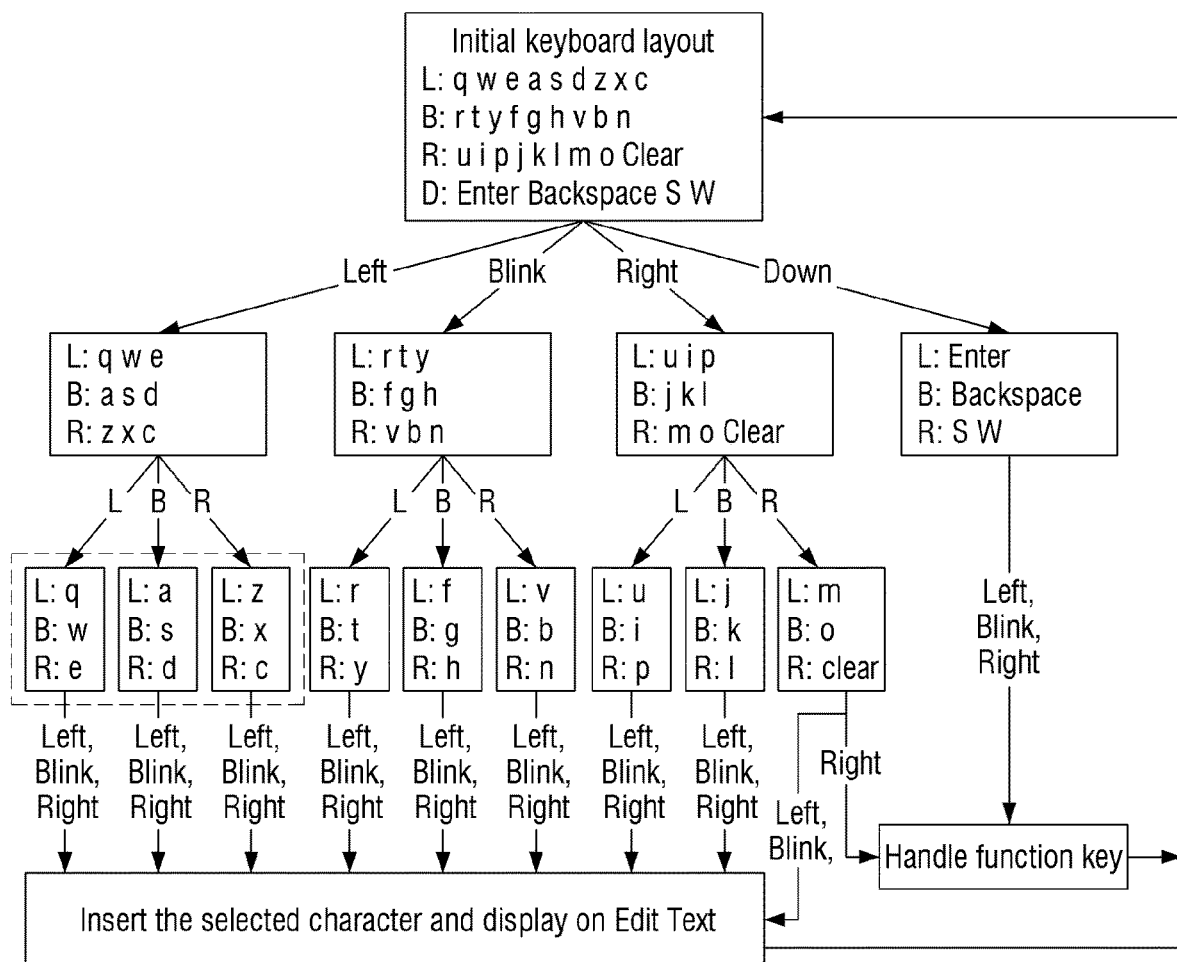 Initial keyboard layout
L: q w e a s d z x c
B: r t y f g h v b n
R: u i p j k l m o Clear
D: Enter Backspace S W
Left
Blink
Right
Down
L: q w e
B: a s d
R: z x c
L: r t y
B: f g h
R: v b n
L: u i p
B: j k l
R: m o Clear
L: Enter
B: Backspace
R: S W
L
B
R
L
B
R
L
B
R
L: q
B: w
R: e
L: a
B: s
R: d
L: z
B: x
R: c
L: r
B: t
R: y
L: f
B: g
R: h
L: v
B: b
R: n
L: u
B: i
R: p
L: j
B: k
R: l
L: m
B: o
R: clear
Left,
Blink,
Right
Left,
Blink,
Right
Left,
Blink,
Right
Left,
Blink,
Right
Left,
Blink,
Right
Left,
Blink,
Right
Left,
Blink,
Right
Left,
Blink,
Right
Left,
Blink,
Right
Left,
Blink,
Right
Handle function key
Insert the selected character and display on Edit Text